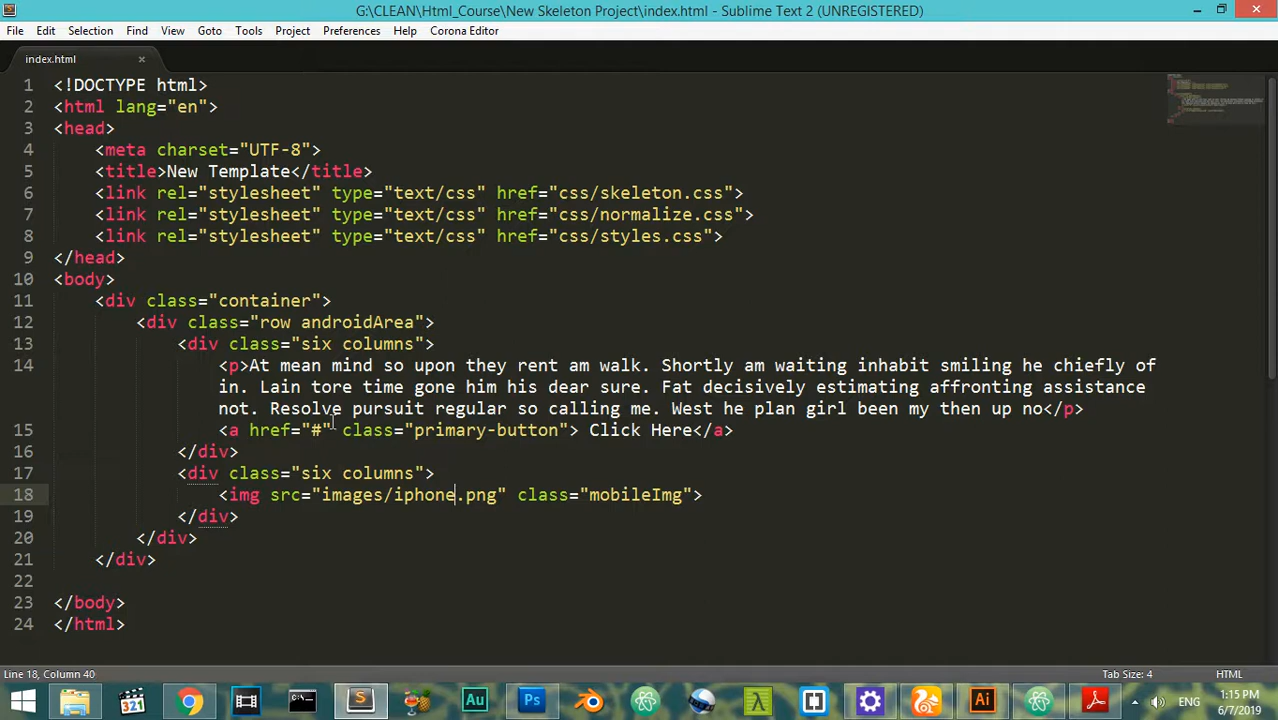 G:\CLEAN\Html_Course\New Skeleton Project\index.html - Sublime Text 2 (UNREGISTERED)
File Edit Selection Find View Goto Tools Project Preferences Help Corona Editor
index.html
1 <!DOCTYPE html>
2 <html lang="en">
3 <head>
4 <meta charset="UTF-8">
5 <title>New Template</title>
6 <link rel="stylesheet" type="text/css" href="css/skeleton.css">
7 <link rel="stylesheet" type="text/css" href="css/normalize.css">
8 <link rel="stylesheet" type="text/css" href="css/styles.css">
9 </head>
10 <body>
11 <div class="container">
12 <div class="row androidArea">
13 <div class="six columns">
14 <p>At mean mind so upon they rent am walk. Shortly am waiting inhabit smiling he chiefly of
in. Lain tore time gone him his dear sure. Fat decisively estimating affronting assistance
not. Resolve pursuit regular so calling me. West he plan girl been my then up no</p>
15 <a href="#" class="primary-button"> Click Here</a>
16 </div>
17 <div class="six columns">
18 <img src="images/iphone.png" class="mobileImg">
19 </div>
20 </div>
21 </div>
22
23 </body>
24 </html>
Line 18, Column 40 Tab Size: 4 HTML
321 C:\ S Au Ps Ai ENG 1:15 PM
6/7/2019